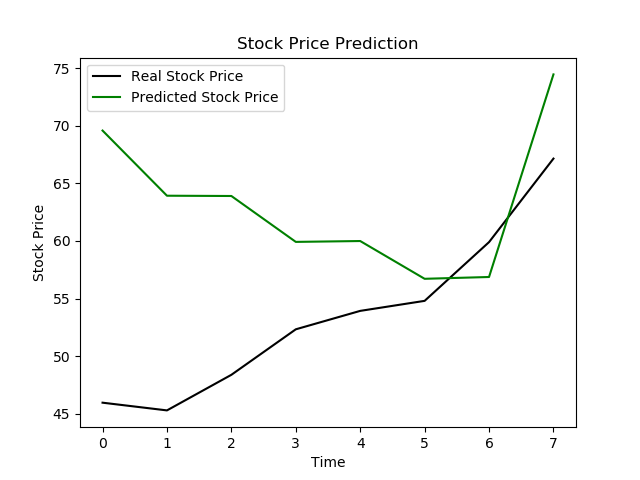 Stock Price Prediction
Real Stock Price
Predicted Stock Price
Stock Price
75
70
65
60
55
50
45
0 1 2 3 4 5 6 7
Time